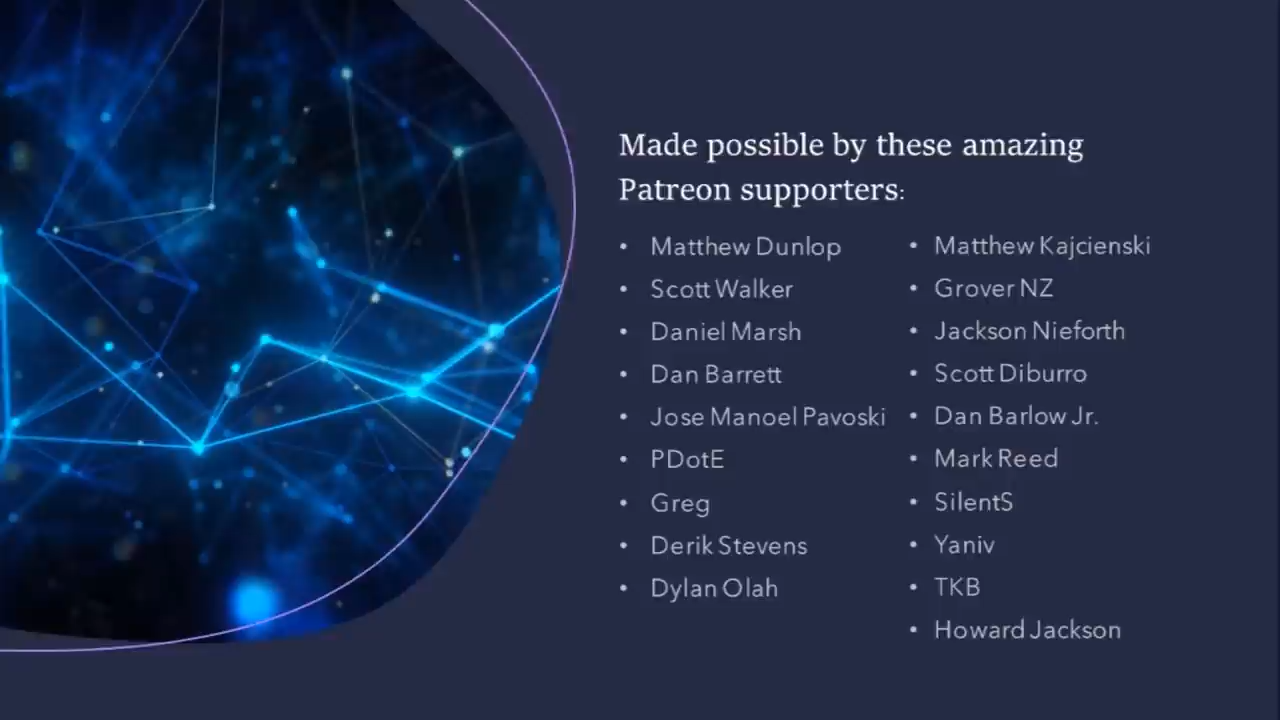 Made possible by these amazing
Patreon supporters:
• Matthew Dunlop
• Scott Walker
• Daniel Marsh
• Dan Barrett
• Jose Manoel Pavoski
• PDotE
• Greg
• Derik Stevens
• Dylan Olah
• Matthew Kajcienski
• Grover NZ
• Jackson Nieforth
• Scott Diburro
• Dan Barlow Jr.
• Mark Reed
• SilentS
• Yaniv
• TKB
• Howard Jackson